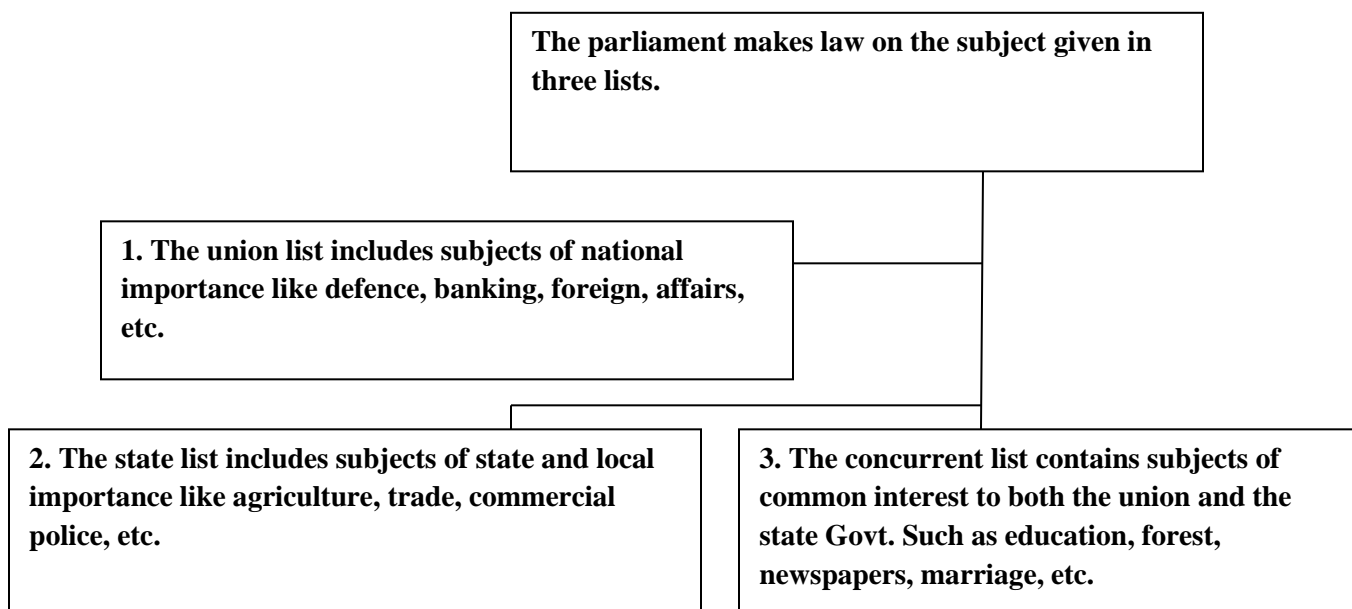 The parliament makes law on the subject given in
three lists.
1. The union list includes subjects of national
importance like defence, banking, foreign, affairs,
etc.
2. The state list includes subjects of state and local
importance like agriculture, trade, commercial
police, etc.
3. The concurrent list contains subjects of
common interest to both the union and the
state Govt. Such as education, forest,
newspapers, marriage, etc.